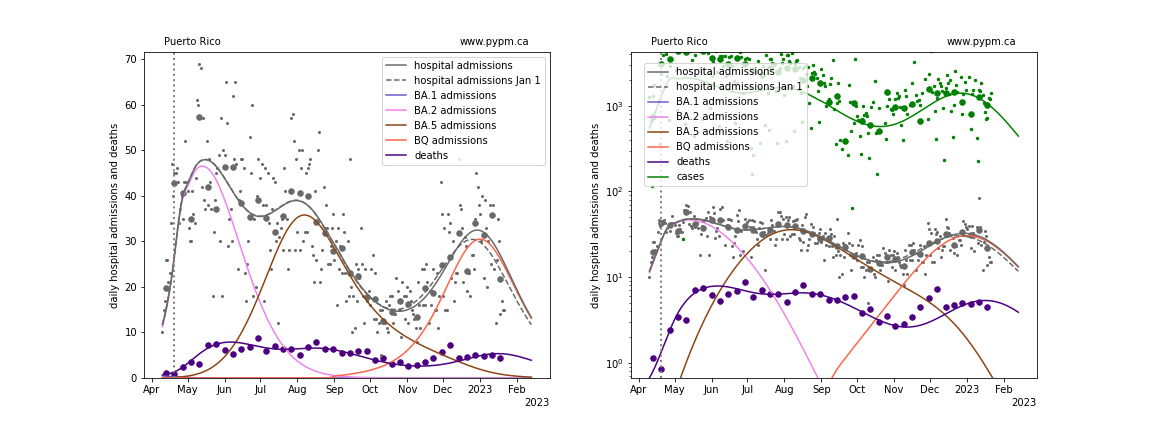 Puerto Rico www.pypm.ca
daily hospital admissions and deaths
70
60
50
40
30
20
10
0
hospital admissions
hospital admissions Jan 1
BA.1 admissions
BA.2 admissions
BA.5 admissions
BQ admissions
deaths
Apr May Jun Jul Aug Sep Oct Nov Dec 2023 Feb
2023
Puerto Rico www.pypm.ca
daily hospital admissions and deaths
10³
10²
10¹
10⁰
hospital admissions
hospital admissions Jan 1
BA.1 admissions
BA.2 admissions
BA.5 admissions
BQ admissions
deaths
cases
Apr May Jun Jul Aug Sep Oct Nov Dec 2023 Feb
2023